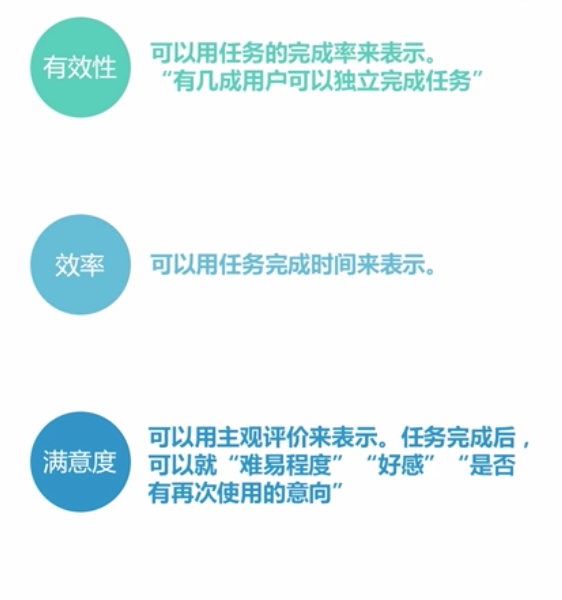 有效性
可以用任务的完成率来表示。
“有几成用户可以独立完成任务”
效率
可以用任务完成时间来表示。
满意度
可以用主观评价来表示。任务完成后，
可以就“难易程度”“好感”“是否
有再次使用的意向”